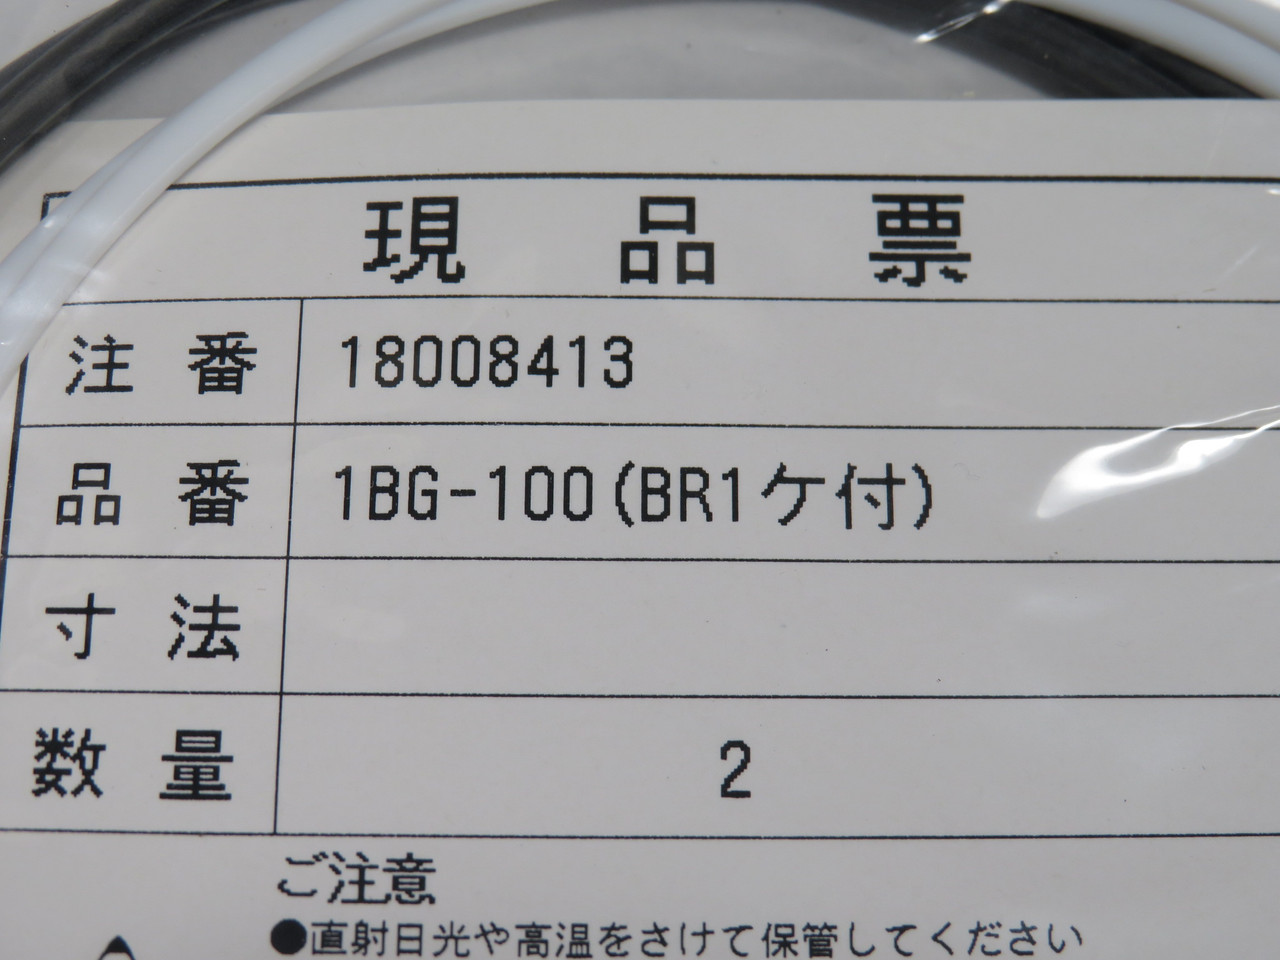 現品票
注番 18008413
品番 1BG-100(BR1ケ付)
寸法
数量 2
ご注意
●直射日光や高温をさけて保管してください